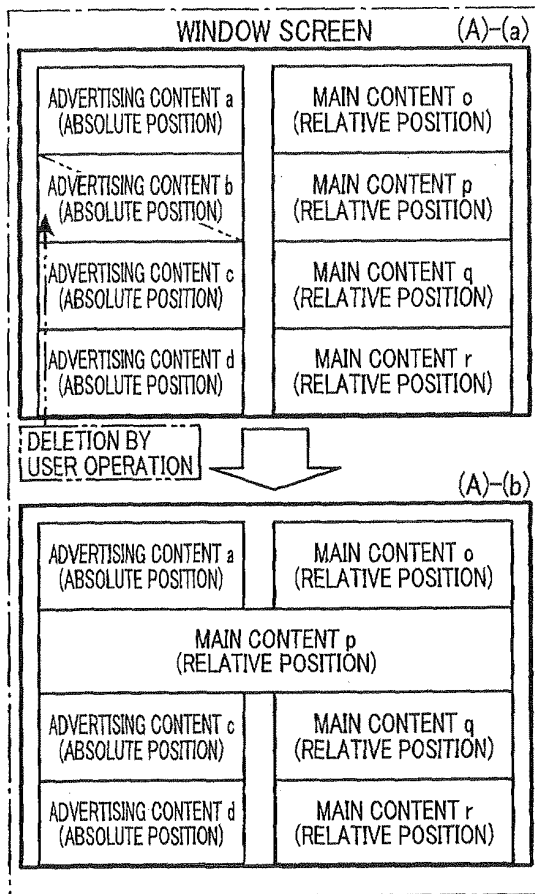 WINDOW SCREEN (A)-(a)
ADVERTISING CONTENT a
(ABSOLUTE POSITION)
MAIN CONTENT o
(RELATIVE POSITION)
ADVERTISING CONTENT b
(ABSOLUTE POSITION)
MAIN CONTENT p
(RELATIVE POSITION)
ADVERTISING CONTENT c
(ABSOLUTE POSITION)
MAIN CONTENT q
(RELATIVE POSITION)
ADVERTISING CONTENT d
(ABSOLUTE POSITION)
MAIN CONTENT r
(RELATIVE POSITION)
DELETION BY
USER OPERATION
(A)-(b)
ADVERTISING CONTENT a
(ABSOLUTE POSITION)
MAIN CONTENT o
(RELATIVE POSITION)
MAIN CONTENT p
(RELATIVE POSITION)
ADVERTISING CONTENT c
(ABSOLUTE POSITION)
MAIN CONTENT q
(RELATIVE POSITION)
ADVERTISING CONTENT d
(ABSOLUTE POSITION)
MAIN CONTENT r
(RELATIVE POSITION)